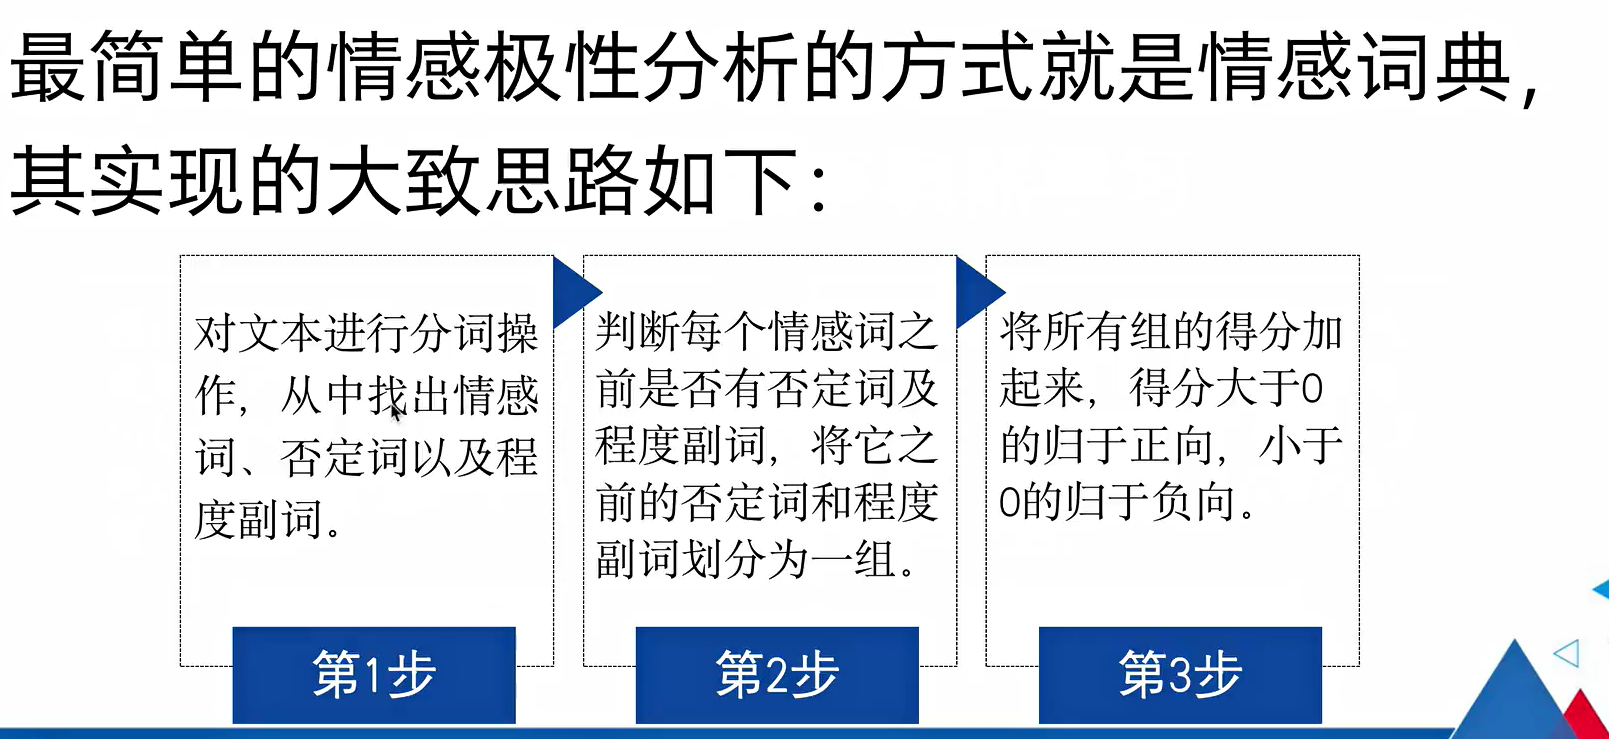 最简单的情感极性分析的方式就是情感词典，
其实现的大致思路如下：
对文本进行分词操
作，从中找出情感
词、否定词以及程
度副词。
第1步
判断每个情感词之
前是否有否定词及
程度副词，将它之
前的否定词和程度
副词划分为一组。
第2步
将所有组的得分加
起来，得分大于0
的归于正向，小于
0的归于负向。
第3步